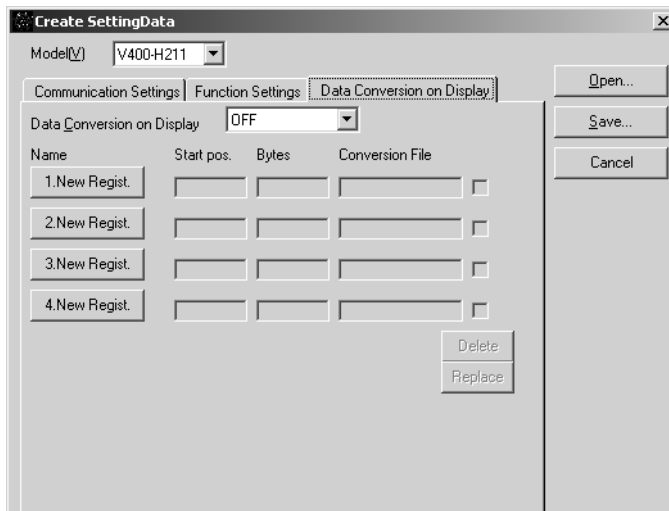 Create SettingData
Model(V) V400-H211
Communication Settings Function Settings Data Conversion on Display
Open...
Data Conversion on Display OFF
Save...
Name Start pos. Bytes Conversion File
Cancel
1.New Regist.
2.New Regist.
3.New Regist.
4.New Regist.
Delete
Replace